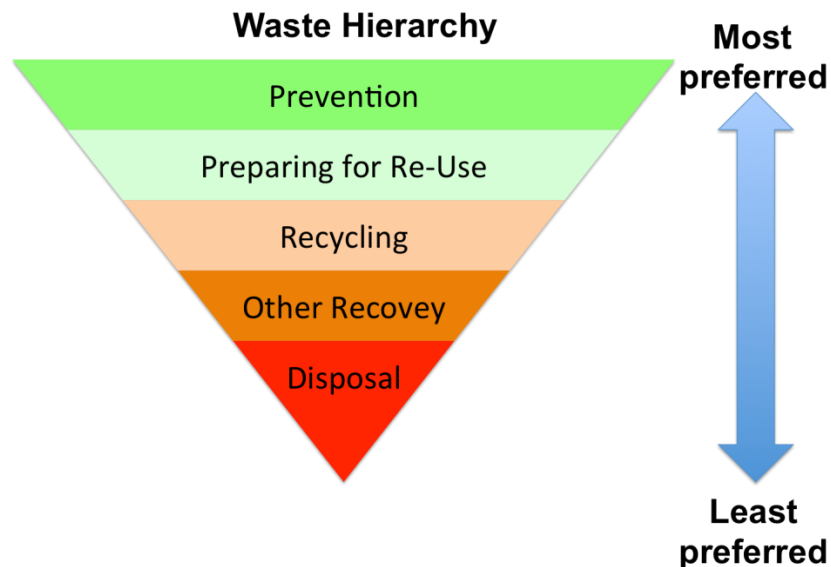 Waste Hierarchy
Most
preferred
Prevention
Preparing for Re-Use
Recycling
Other Recovey
Disposal
Least
preferred